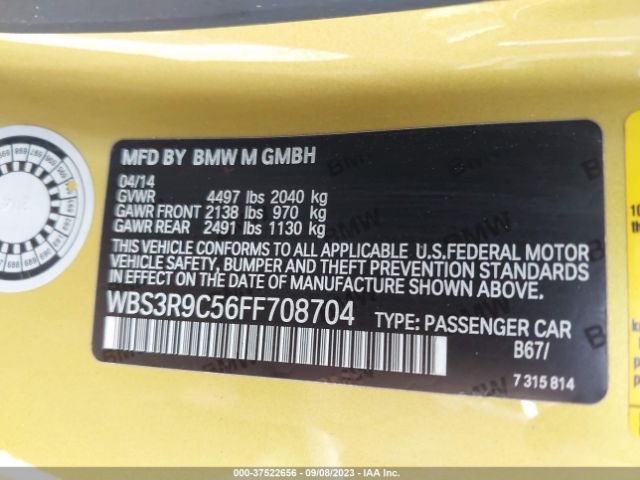 MFD BY BMW M GMBH
04/14
GVWR 4497 lbs 2040 kg
GAWR FRONT 2138 lbs 970 kg
GAWR REAR 2491 lbs 1130 kg
THIS VEHICLE CONFORMS TO ALL APPLICABLE U.S.FEDERAL MOTOR
VEHICLE SAFETY, BUMPER AND THEFT PREVENTION STANDARDS
IN EFFECT ON THE DATE OF MANUFACTURE SHOWN ABOVE.
WBS3R9C56FF708704 TYPE: PASSENGER CAR
B67/
7 315 814
000-37522656 - 09/08/2023 - IAA Inc.